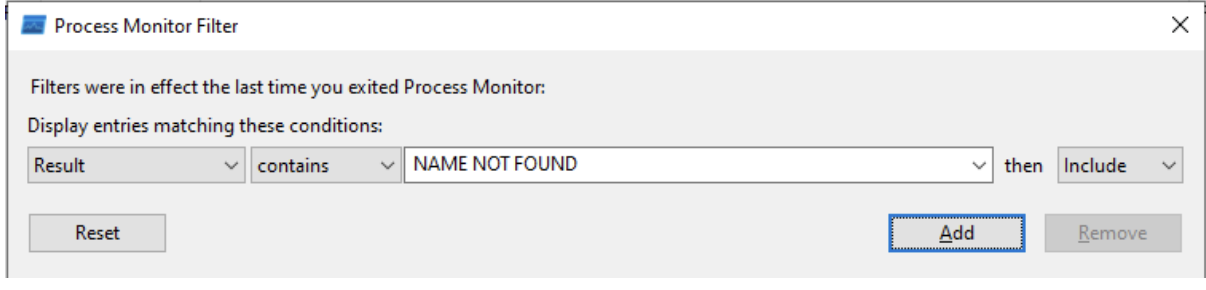 Process Monitor Filter
Filters were in effect the last time you exited Process Monitor:
Display entries matching these conditions:
Result contains NAME NOT FOUND then Include
Reset Add Remove